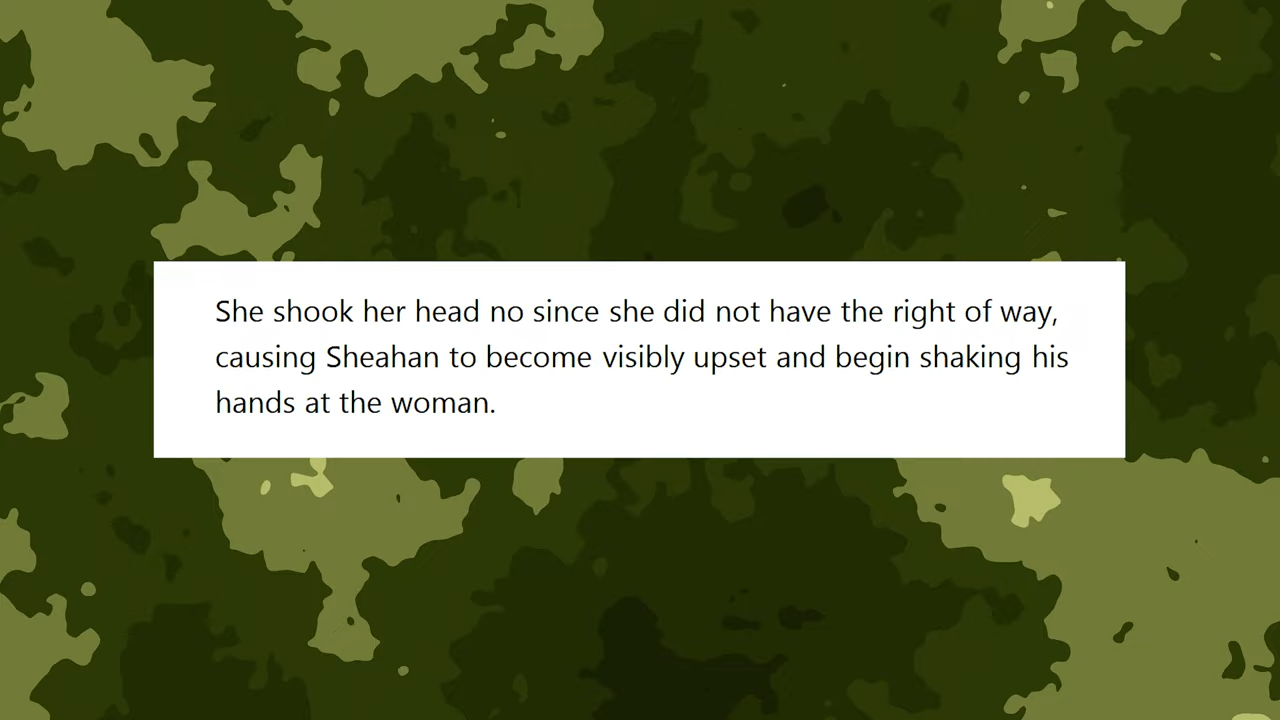 She shook her head no since she did not have the right of way,
causing Sheahan to become visibly upset and begin shaking his
hands at the woman.